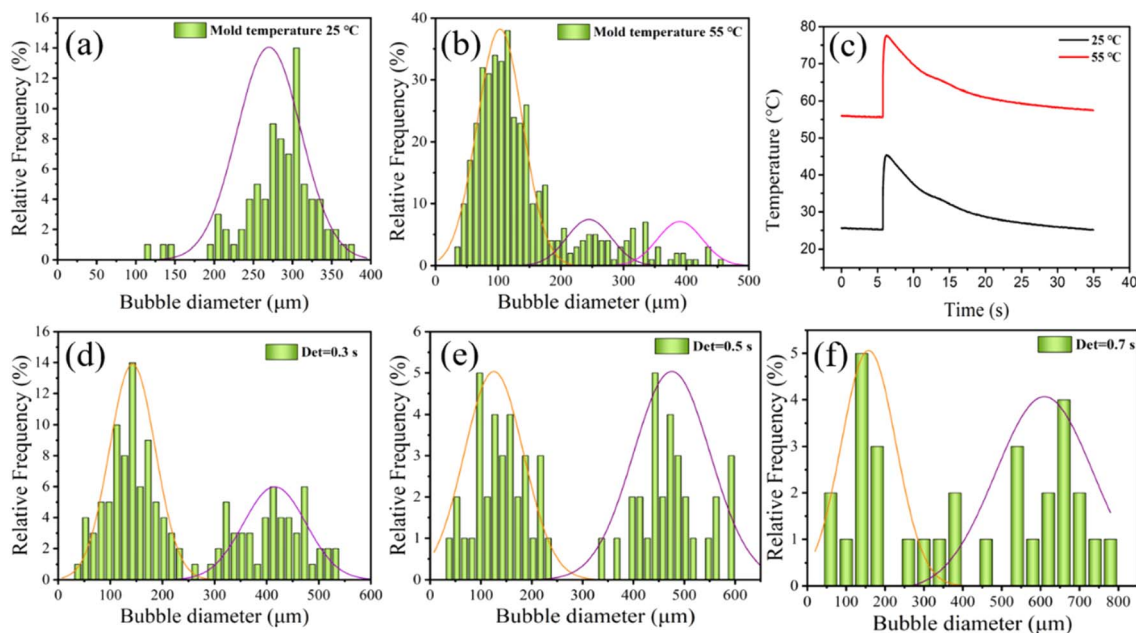 (a)
Mold temperature 25 ℃
Relative Frequency (%)
16
14
12
10
8
6
4
2
0
0 50 100 150 200 250 300 350 400
Bubble diameter (μm)
(b)
Mold temperature 55 ℃
Relative Frequency (%)
40
30
20
10
0
0 100 200 300 400 500
Bubble diameter (μm)
(c)
25 ℃
55 ℃
Temperature (℃)
80
70
60
50
40
30
20
0 5 10 15 20 25 30 35 40
Time (s)
(d)
Det=0.3 s
Relative Frequency (%)
16
14
12
10
8
6
4
2
0
0 100 200 300 400 500 600
Bubble diameter (μm)
(e)
Det=0.5 s
Relative Frequency (%)
6
5
4
3
2
1
0
0 100 200 300 400 500 600
Bubble diameter (μm)
(f)
Det=0.7 s
Relative Frequency (%)
5
4
3
2
1
0
0 100 200 300 400 500 600 700 800
Bubble diameter (μm)